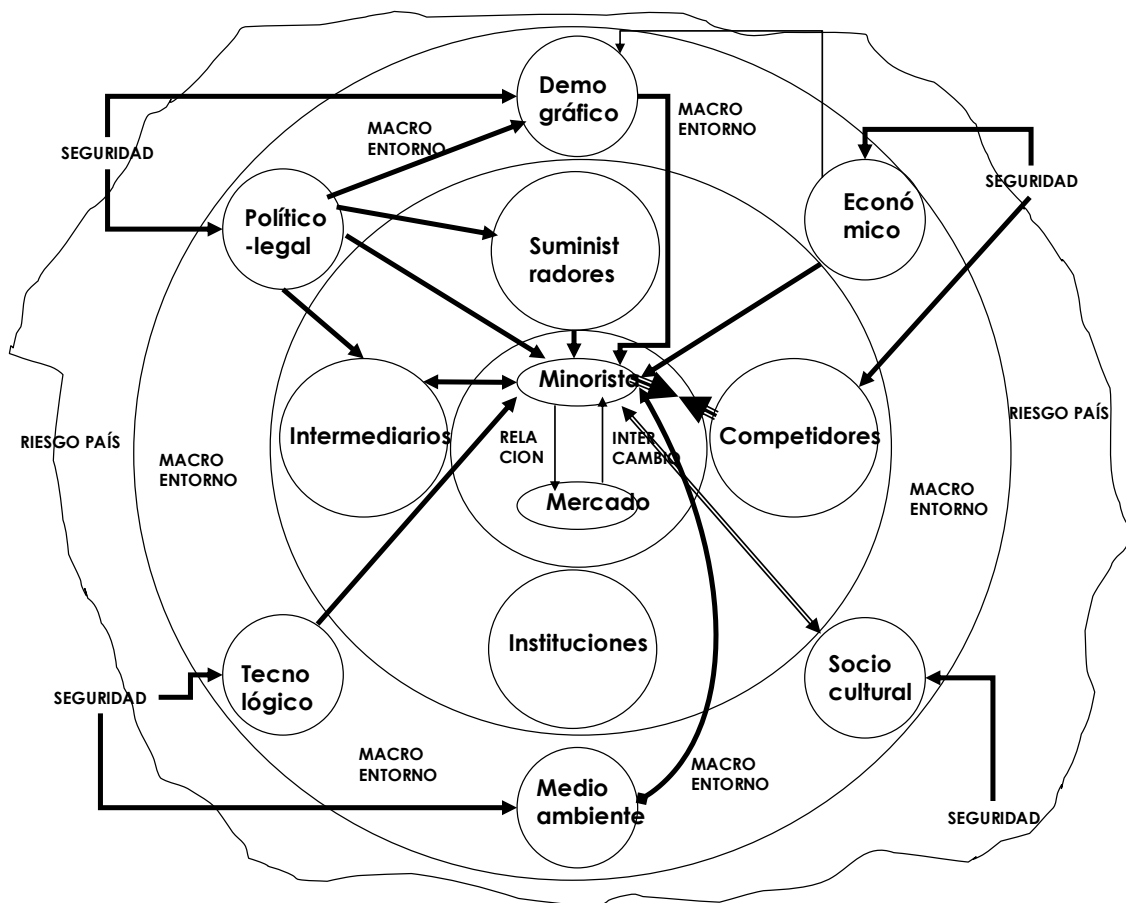 Demo
gráfico
MACRO
ENTORNO
MACRO
ENTORNO
SEGURIDAD
SEGURIDAD
Político
-legal
Econó
mico
Suminist
radores
Minorista
Intermediarios
RELA
CION
INTER
CAMBIO
Competidores
RIESGO PAÍS
RIESGO PAÍS
MACRO
ENTORNO
MACRO
ENTORNO
Mercado
Instituciones
Tecno
lógico
Socio
cultural
SEGURIDAD
MACRO
ENTORNO
MACRO
ENTORNO
Medio
ambiente
SEGURIDAD